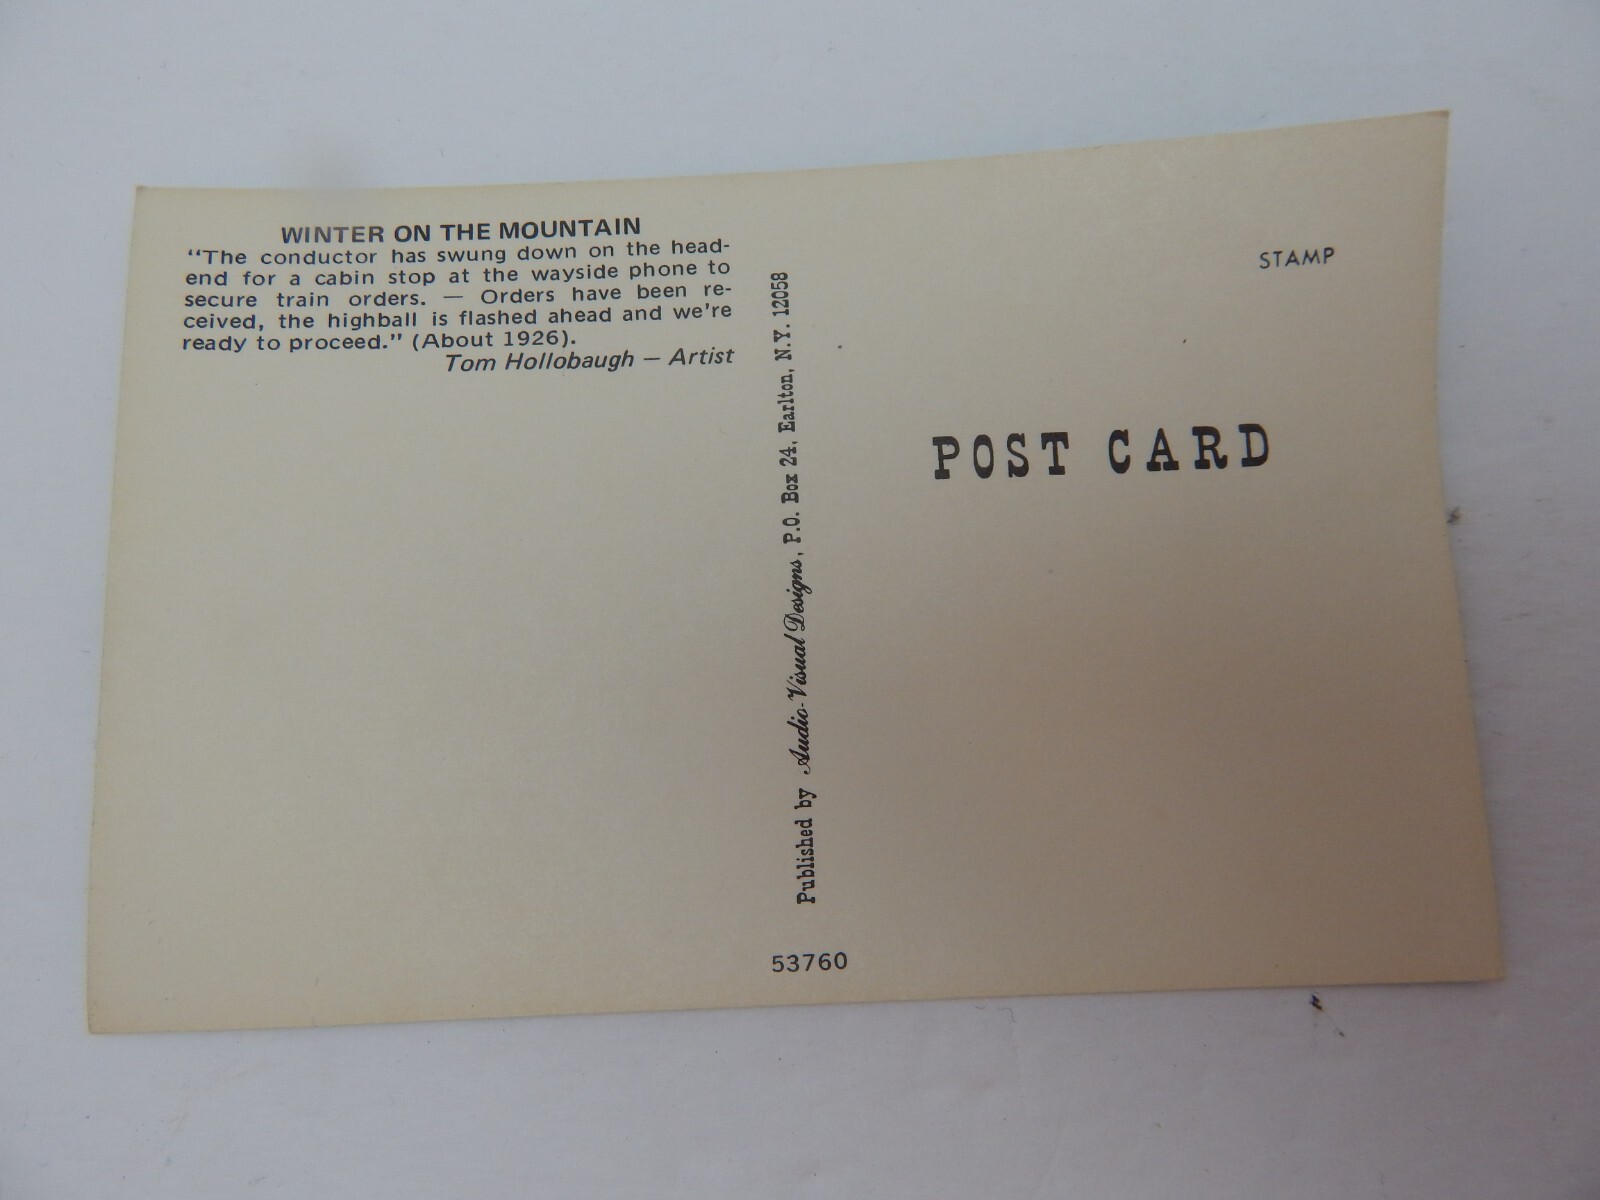 WINTER ON THE MOUNTAIN
"The conductor has swung down on the head-
end for a cabin stop at the wayside phone to
secure train orders. — Orders have been re-
ceived, the highball is flashed ahead and we're
ready to proceed." (About 1926).
Tom Hollobaugh — Artist
Published by Audio-Visual Designs, P.O. Box 24, Earlton, N.Y. 12058
53760
STAMP
POST CARD